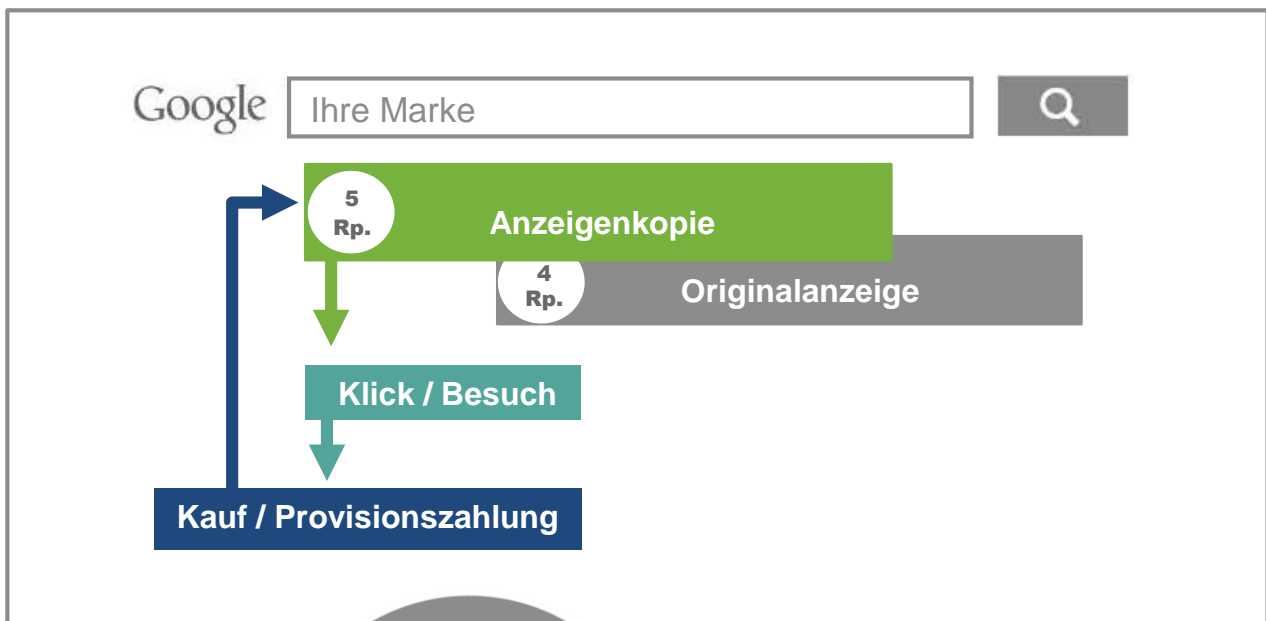 Google
Ihre Marke
5
Rp.
Anzeigenkopie
4
Rp.
Originalanzeige
Klick / Besuch
Kauf / Provisionszahlung